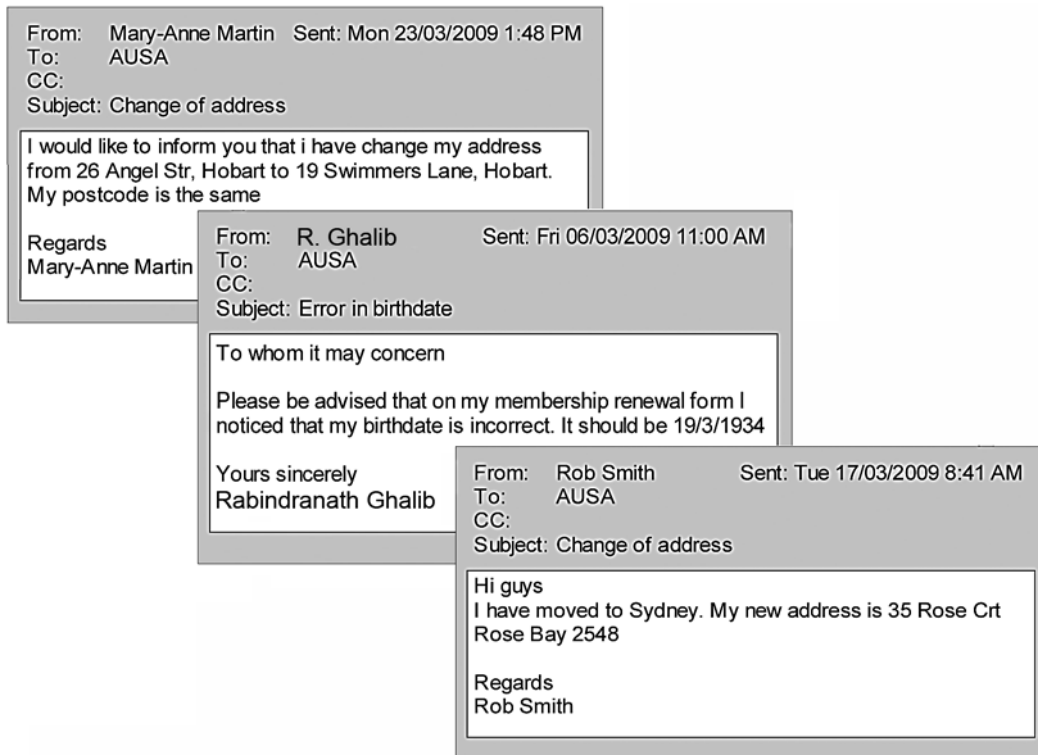 From: Mary-Anne Martin Sent: Mon 23/03/2009 1:48 PM
To: AUSA
CC:
Subject: Change of address
I would like to inform you that i have change my address
from 26 Angel Str, Hobart to 19 Swimmers Lane, Hobart.
My postcode is the same
Regards
Mary-Anne Martin
From: R. Ghalib Sent: Fri 06/03/2009 11:00 AM
To: AUSA
CC:
Subject: Error in birthdate
To whom it may concern
Please be advised that on my membership renewal form I
noticed that my birthdate is incorrect. It should be 19/3/1934
Yours sincerely
Rabindranath Ghalib
From: Rob Smith Sent: Tue 17/03/2009 8:41 AM
To: AUSA
CC:
Subject: Change of address
Hi guys
I have moved to Sydney. My new address is 35 Rose Crt
Rose Bay 2548
Regards
Rob Smith